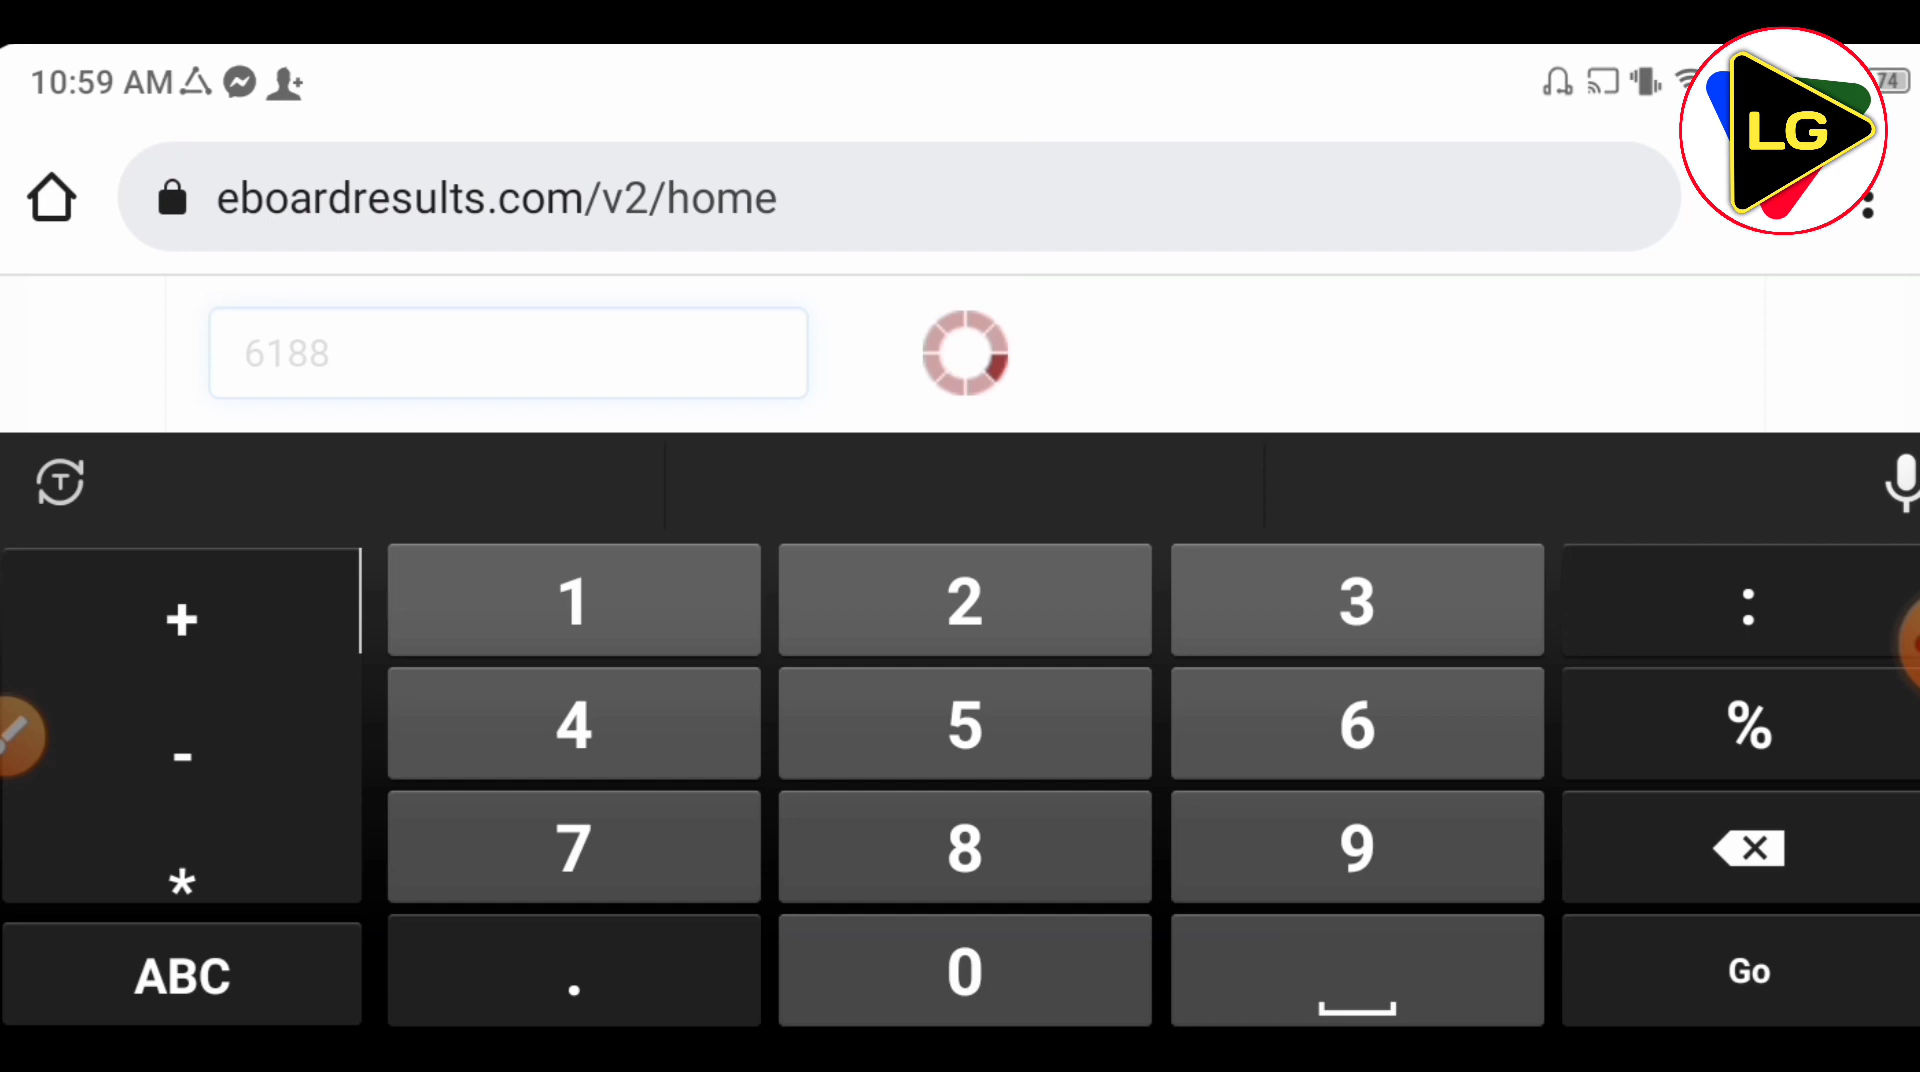 10:59 AM
74
LG
eboardresults.com/v2/home
6188
T
+ 1 2 3 :
- 4 5 6 %
* 7 8 9
ABC . 0 Go